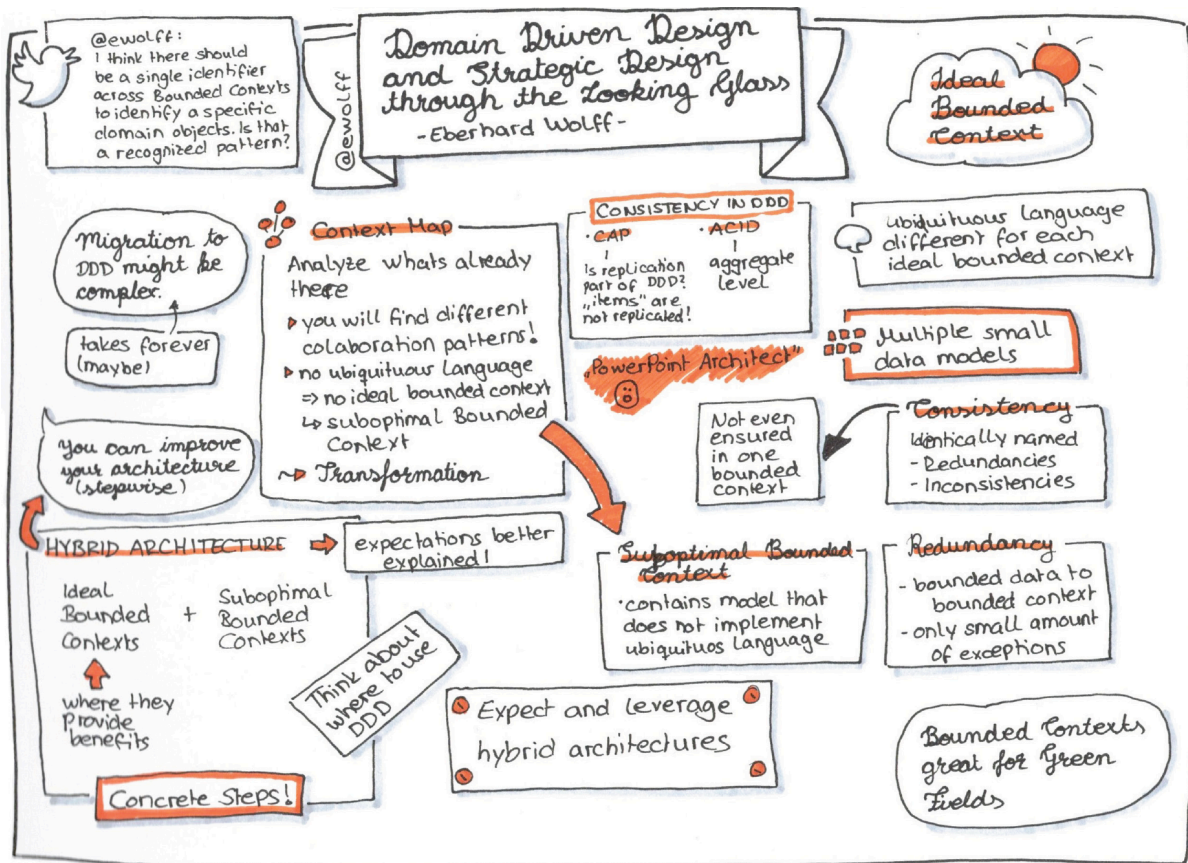 @ewolff:
I think there should
be a single identifier
across Bounded Contexts
to identify a specific
domain objects. Is that
a recognized pattern?
@ewolff
Domain Driven Design
and Strategic Design
through the Looking Glass
- Eberhard Wolff -
Ideal
Bounded
Context
Migration to
DDD might be
complex.
takes forever
(maybe)
You can improve
your architecture
(stepwise)
Context Map
Analyze whats already
there
you will find different
colaboration patterns!
no ubiquituous language
⇒ no ideal bounded context
↳ suboptimal Bounded
Context
Transformation
CONSISTENCY IN DDD
· CAP
Is replication
part of DDD?
„items" are
not replicated!
· ACID
aggregate
level
„PowerPoint Architect"
ubiquituous language
different for each
ideal bounded context
Multiple small
data models
Not even
ensured
in one
bounded
context
Consistency
Identically named
- Redundancies
- Inconsistencies
HYBRID ARCHITECTURE
expectations better
explained!
Ideal
Bounded
Contexts
+
Suboptimal
Bounded
Contexts
where they
provide
benefits
Concrete Steps!
Think about
where to use
DDD
Suboptimal Bounded
Context
· contains model that
does not implement
ubiquituos language
Redundancy
- bounded data to
bounded context
- only small amount
of exceptions
Expect and leverage
hybrid architectures
Bounded Contexts
great for Green
Fields